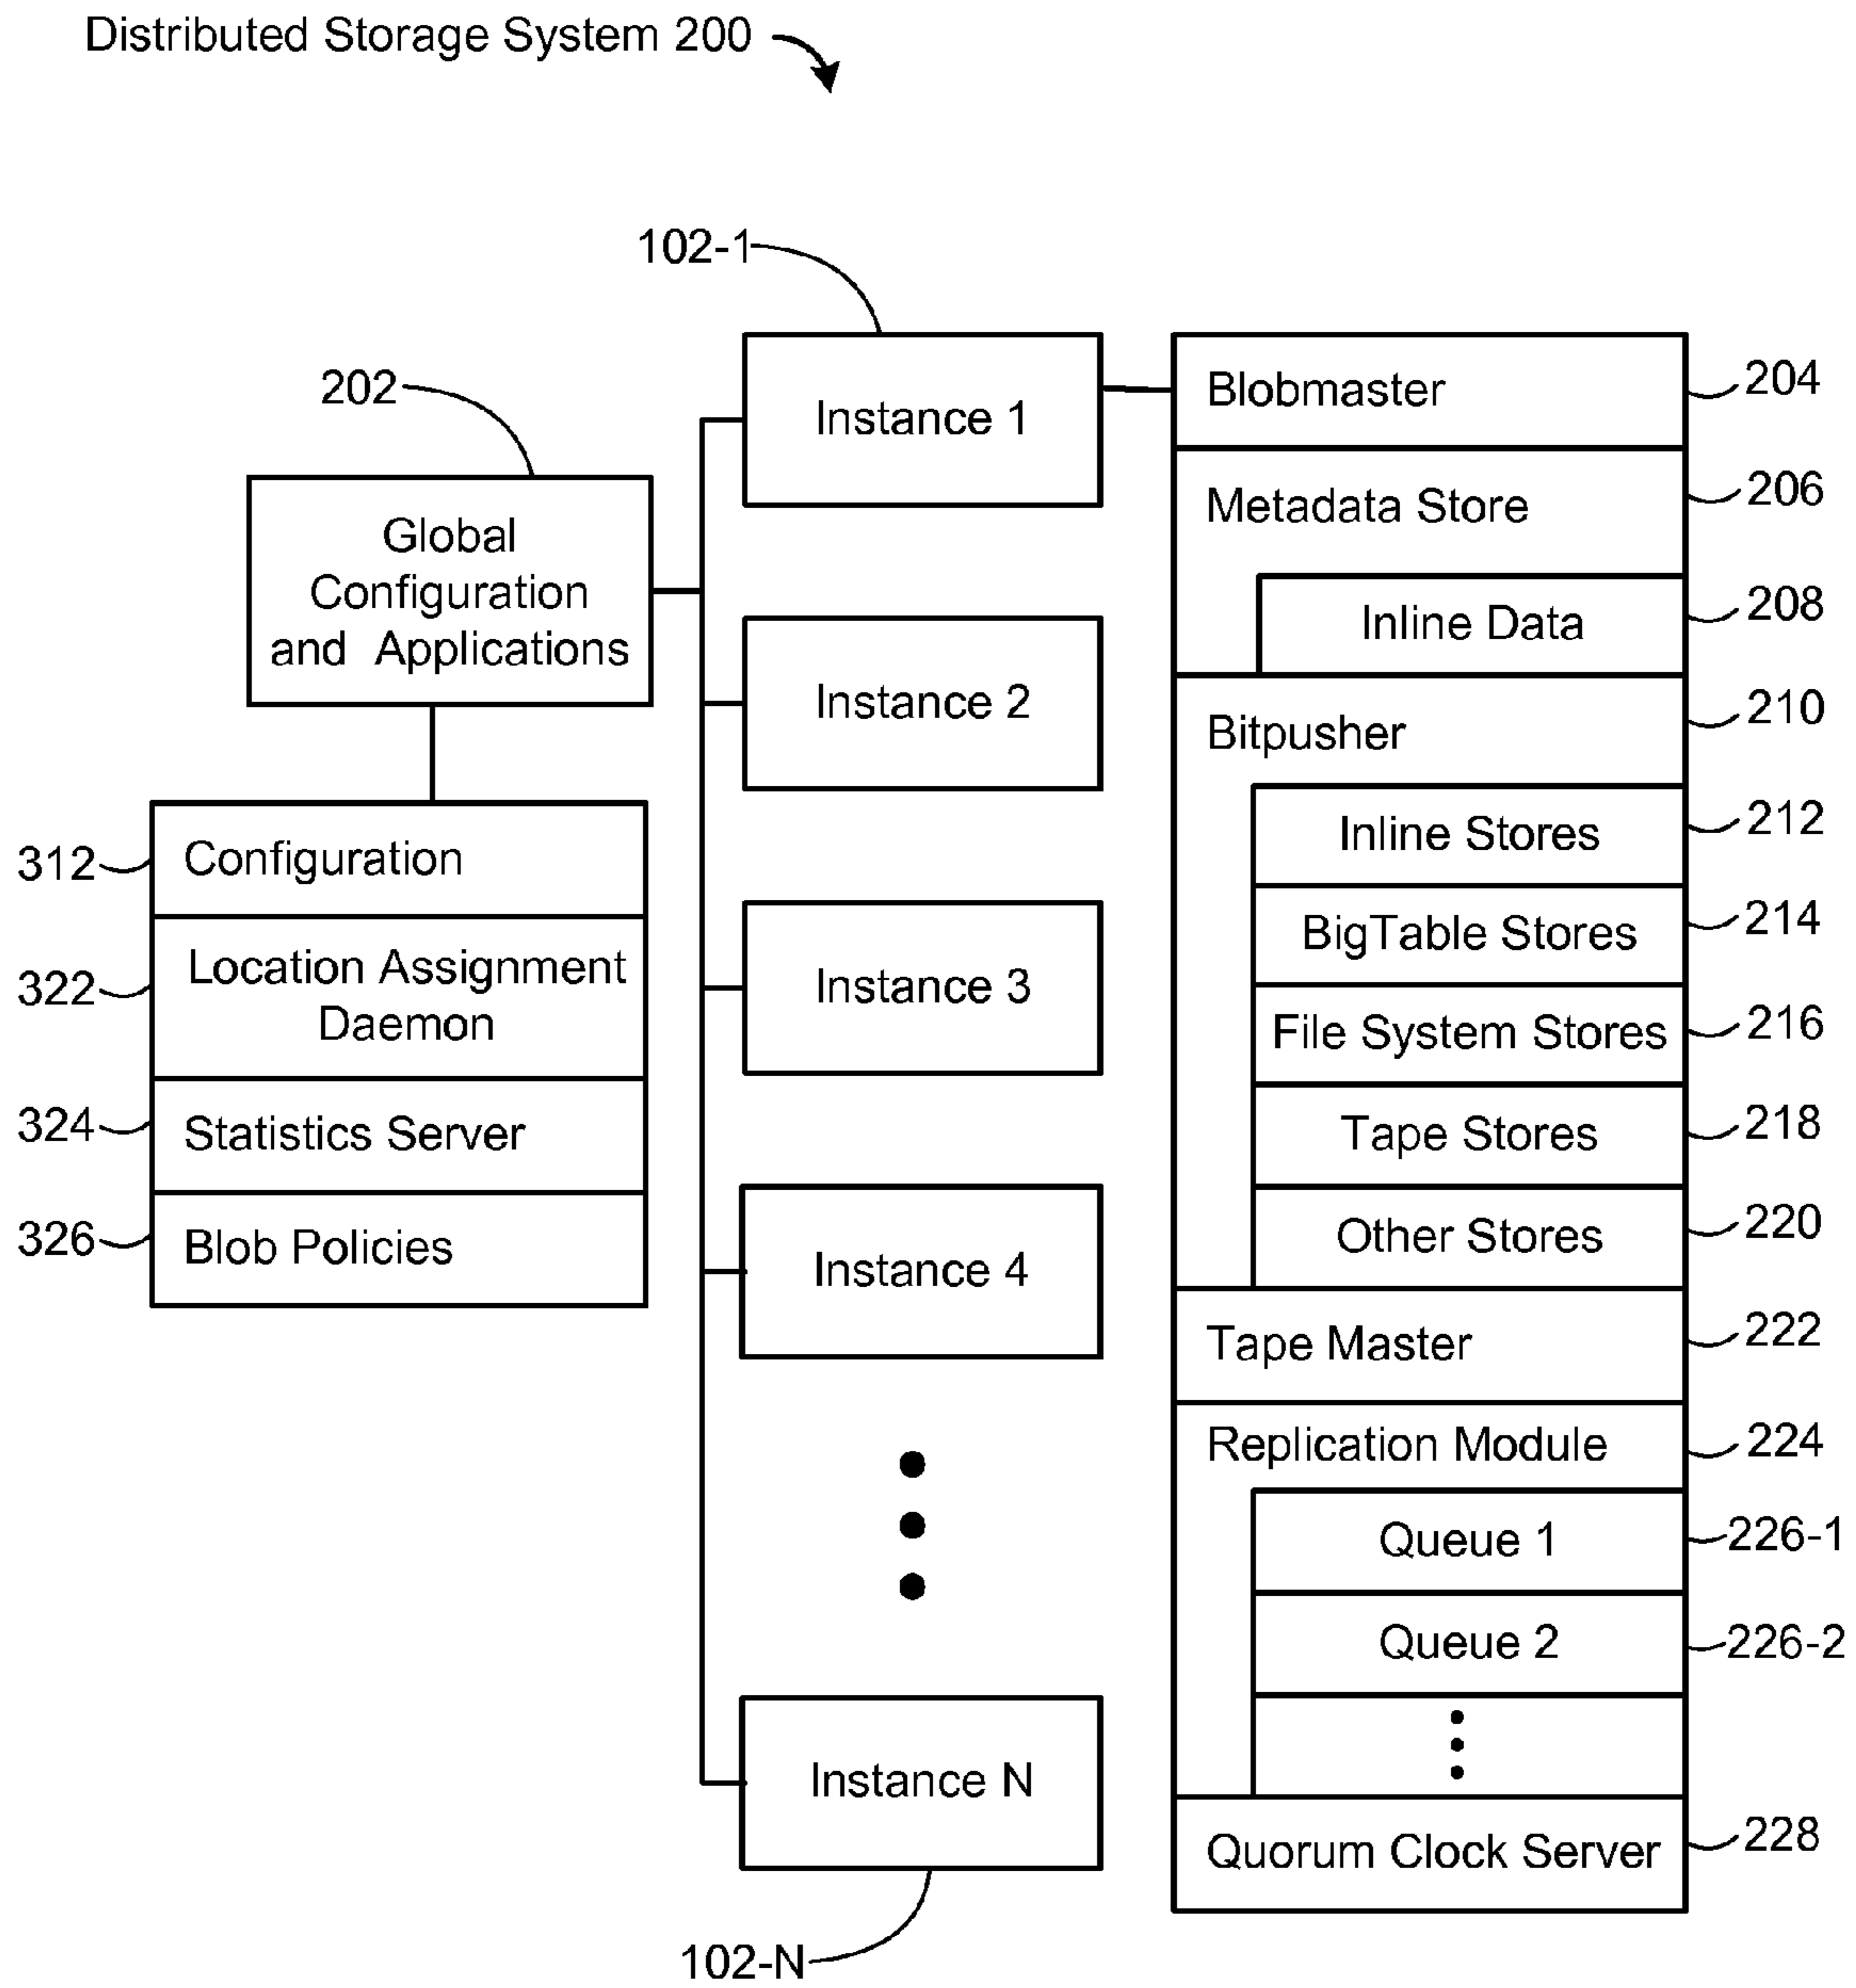 Distributed Storage System 200
102-1
202
Global
Configuration
and Applications
312
Configuration
322
Location Assignment
Daemon
324
Statistics Server
326
Blob Policies
Instance 1
Instance 2
Instance 3
Instance 4
Instance N
102-N
Blobmaster
204
Metadata Store
206
Inline Data
208
Bitpusher
210
Inline Stores
212
BigTable Stores
214
File System Stores
216
Tape Stores
218
Other Stores
220
Tape Master
222
Replication Module
224
Queue 1
226-1
Queue 2
226-2
Quorum Clock Server
228